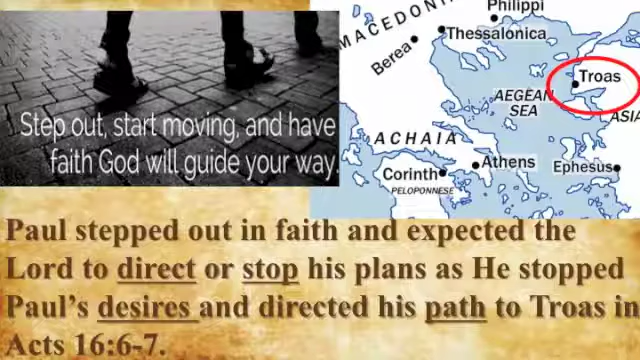 Step out, start moving, and have
faith God will guide your way.
MACEDONIA
Philippi
Thessalonica
Berea
Troas
AEGEAN
SEA
ASIA
ACHAIA
Athens
Corinth
Ephesus
PELOPONNESE
Paul stepped out in faith and expected the
Lord to direct or stop his plans as He stopped
Paul’s desires and directed his path to Troas in
Acts 16:6-7.